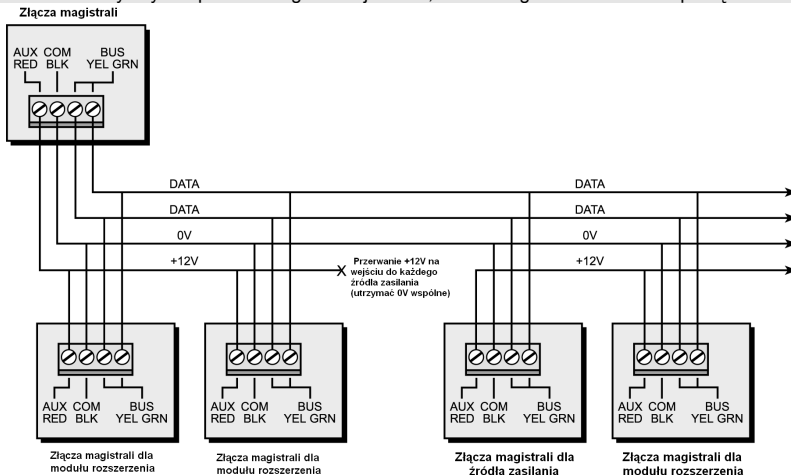 Złącza magistrali
AUX COM BUS
RED BLK YEL GRN
DATA DATA
DATA DATA
0V 0V
+12V +12V
X Przerwanie +12V na
wejściu do każdego
źródła zasilania
(utrzymać 0V wspólne)
AUX COM BUS
RED BLK YEL GRN
Złącza magistrali dla
modułu rozszerzenia
AUX COM BUS
RED BLK YEL GRN
Złącza magistrali dla
modułu rozszerzenia
AUX COM BUS
RED BLK YEL GRN
Złącza magistrali dla
źródła zasilania
AUX COM BUS
RED BLK YEL GRN
Złącza magistrali dla
modułu rozszerzenia